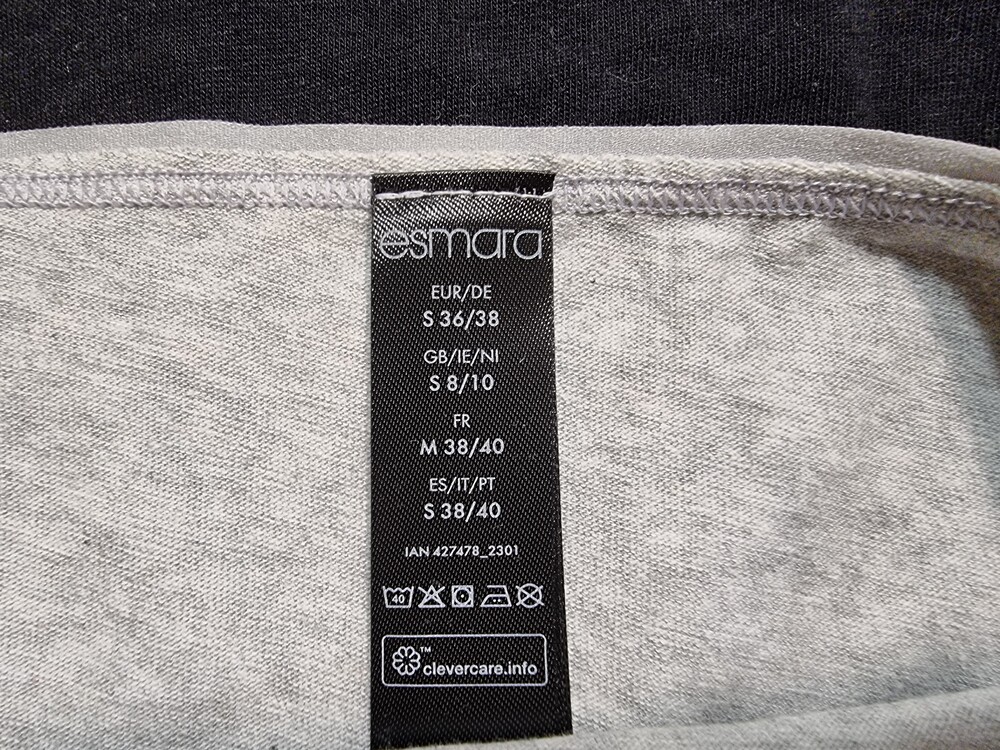 esmara
EUR/DE
S 36/38
GB/IE/NI
S 8/10
FR
M 38/40
ES/IT/PT
S 38/40
IAN 427478_2301
40
™
clevercare.info